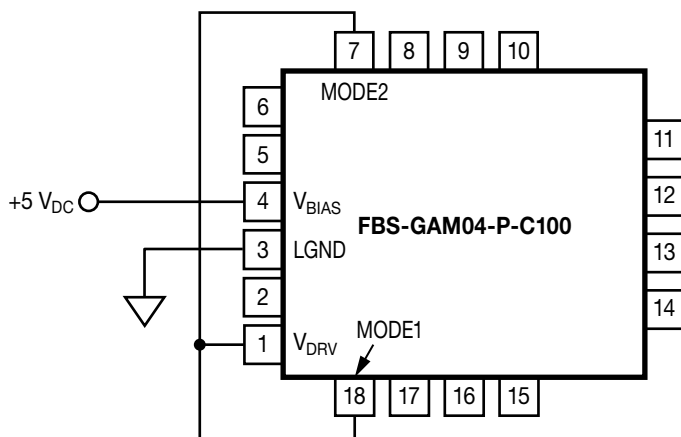 7 8 9 10
MODE2
6
5
11
+5 VDC 4 VBIAS 12
FBS-GAM04-P-C100
3 LGND 13
2 14
1 VDRV MODE1
18 17 16 15